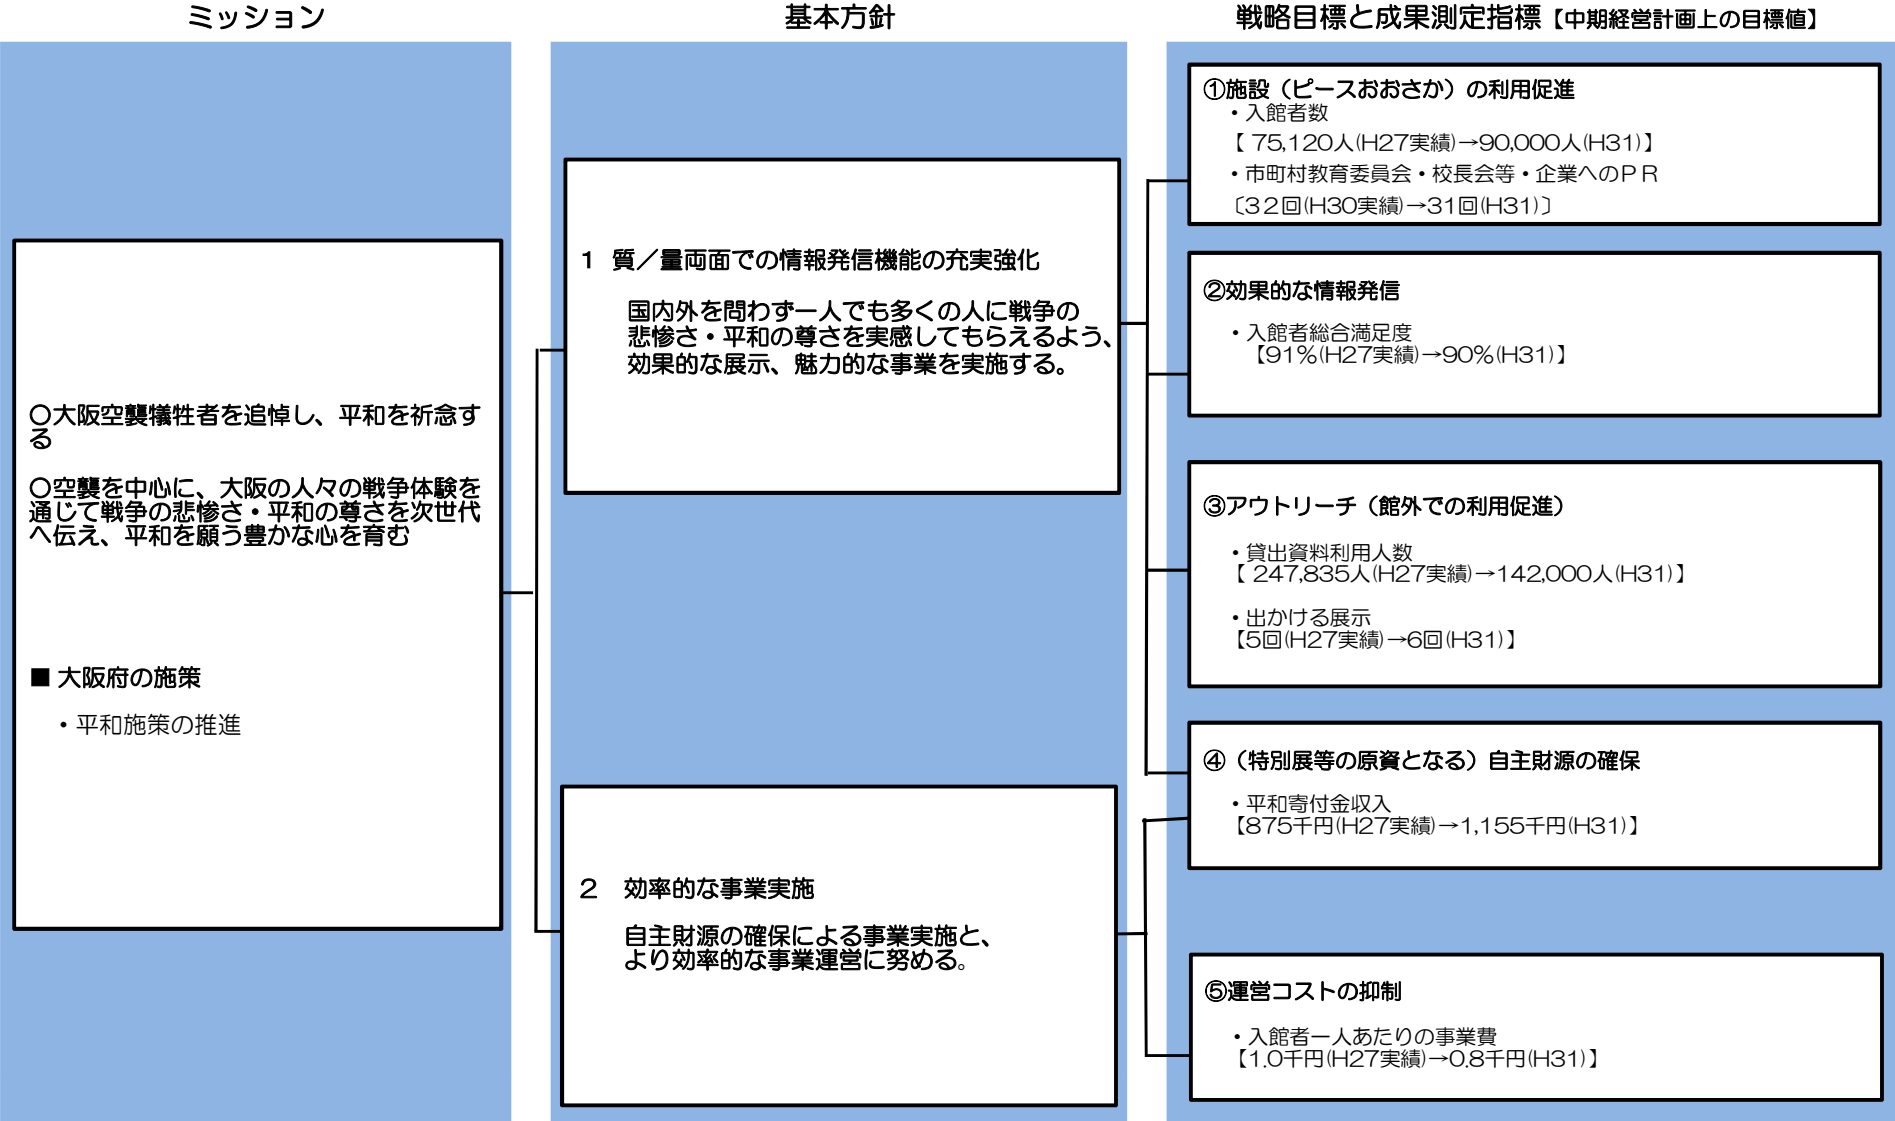 ミッション
基本方針
戦略目標と成果測定指標【中期経営計画上の目標値】
〇大阪空襲犠牲者を追悼し、平和を祈念す
る
〇空襲を中心に、大阪の人々の戦争体験を
通じて戦争の悲惨さ・平和の尊さを次世代
へ伝え、平和を願う豊かな心を育む
■ 大阪府の施策
・平和施策の推進
1 質／量両面での情報発信機能の充実強化
国内外を問わず一人でも多くの人に戦争の
悲惨さ・平和の尊さを実感してもらえるよう、
効果的な展示、魅力的な事業を実施する。
２ 効率的な事業実施
自主財源の確保による事業実施と、
より効率的な事業運営に努める。
①施設（ピースおおさか）の利用促進
・入館者数
【 75,120人(H27実績)→90,000人(H31)】
・市町村教育委員会・校長会等・企業へのＰＲ
〔３２回(H30実績)→31回(H31)〕
②効果的な情報発信
・入館者総合満足度
【91％(H27実績)→90％(H31)】
③アウトリーチ（館外での利用促進）
・貸出資料利用人数
【 247,835人(H27実績)→142,000人(H31)】
・出かける展示
【5回(H27実績)→6回(H31)】
④（特別展等の原資となる）自主財源の確保
・平和寄付金収入
【875千円(H27実績)→1,155千円(H31)】
⑤運営コストの抑制
・入館者一人あたりの事業費
【1.0千円(H27実績)→0.8千円(H31)】